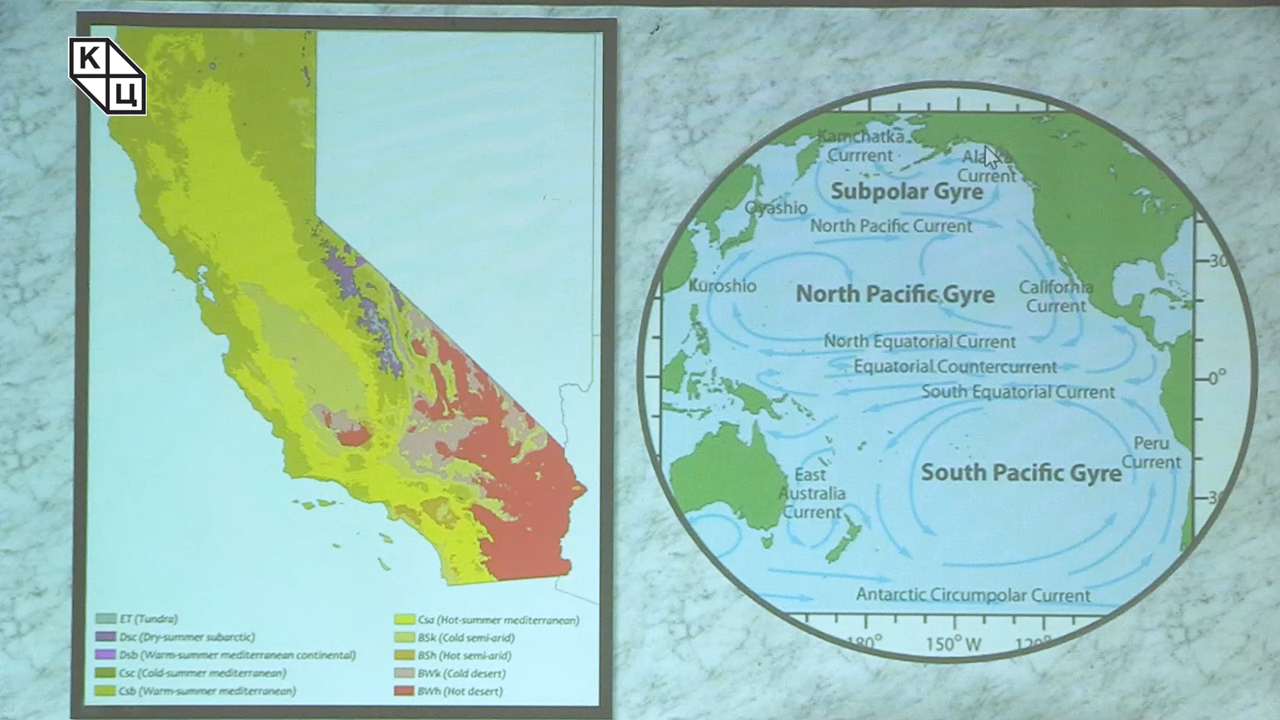 К
Ц
ET (Tundra)
Dsc (Dry-summer subarctic)
Dsb (Warm-summer mediterranean continental)
Csc (Cold-summer mediterranean)
Csb (Warm-summer mediterranean)
Csa (Hot-summer mediterranean)
BSk (Cold semi-arid)
BSh (Hot semi-arid)
BWk (Cold desert)
BWh (Hot desert)
Kamchatka
Currrent
Alaska
Current
Subpolar Gyre
Oyashio
North Pacific Current
Kuroshio
North Pacific Gyre
California
Current
North Equatorial Current
Equatorial Countercurrent
South Equatorial Current
Peru
Current
South Pacific Gyre
East
Australia
Current
Antarctic Circumpolar Current
30
0°
3
180°
150° W
120°